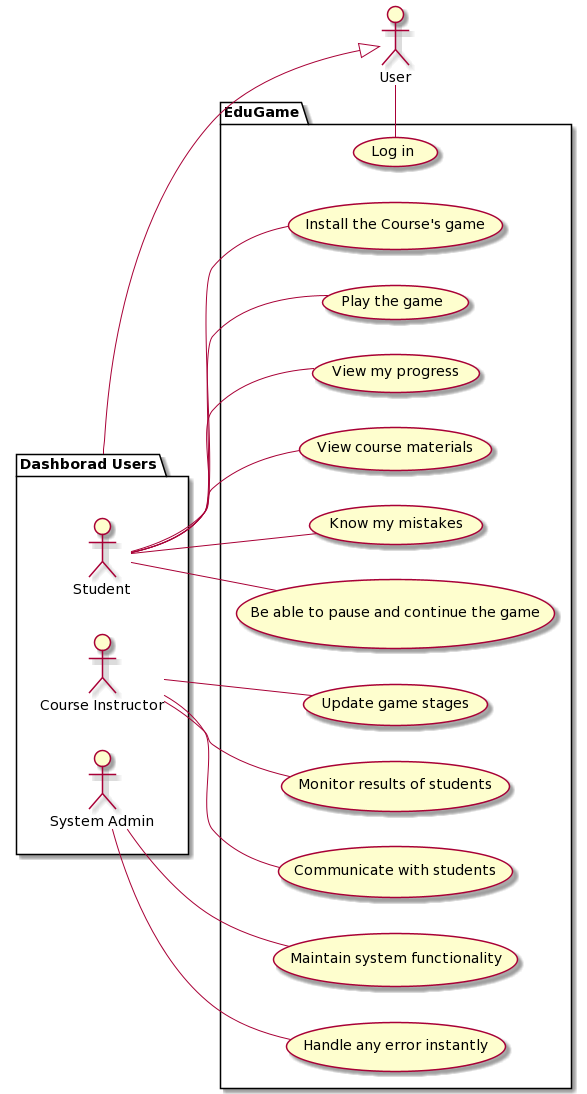 User
EduGame
Log in
Install the Course's game
Play the game
View my progress
View course materials
Dashborad Users
Know my mistakes
Student
Be able to pause and continue the game
Course Instructor
Update game stages
Monitor results of students
System Admin
Communicate with students
Maintain system functionality
Handle any error instantly